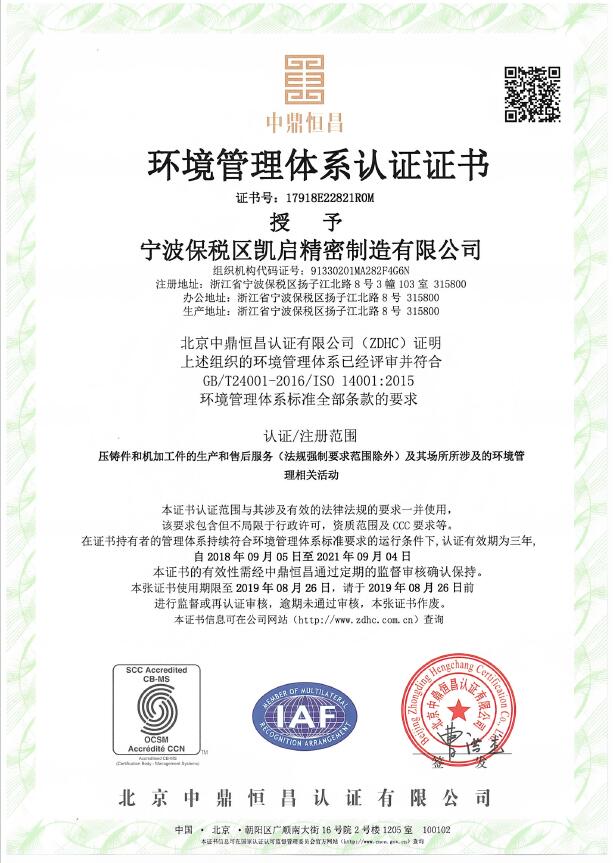 中鼎恒昌
环境管理体系认证证书
证书号：17918E22821R0M
授 予
宁波保税区凯启精密制造有限公司
组织机构代码证号：91330201MA282F4G6N
注册地址：浙江省宁波保税区扬子江北路 8 号 3 幢 103 室 315800
办公地址：浙江省宁波保税区扬子江北路 8 号 315800
生产地址：浙江省宁波保税区扬子江北路 8 号 315800
北京中鼎恒昌认证有限公司（ZDHC）证明
上述组织的环境管理体系已经评审并符合
GB/T24001-2016/ISO 14001:2015
环境管理体系标准全部条款的要求
认证/注册范围
压铸件和机加工件的生产和售后服务（法规强制要求范围除外）及其场所所涉及的环境管
理相关活动
本证书认证范围与其涉及有效的法律法规的要求一并使用，
该要求包含但不局限于行政许可，资质范围及 CCC 要求等。
在证书持有者的管理体系持续符合环境管理体系标准要求的运行条件下,认证有效期为三年,
自 2018 年 09 月 05 日至 2021 年 09 月 04 日
本证书的有效性需经中鼎恒昌通过定期的监督审核确认保持。
本张证书使用期限至 2019 年 08 月 26 日，请于 2019 年 08 月 26 日前
进行监督或再认证审核，逾期未通过审核，本张证书作废。
本证书信息可在公司网站（http://www.zdhc.com.cn）查询
SCC Accredited
CB-MS
OCSM
Accrédité CCN
TM
Accredited CB-MS
(Certification Body - Management Systems)
MEMBER OF MULTILATERAL
IAF
RECOGNITION ARRANGEMENT
Beijing Zhongding Hengchang Certification Co., Ltd
北京中鼎恒昌认证有限公司
签 发
北京中鼎恒昌认证有限公司
中国 · 北京 · 朝阳区广顺南大街 16 号院 2 号楼 1205 室 100102
本证书信息可在国家认证认可监督管理委员会官方网站（http://www.cnca.gov.cn）查询